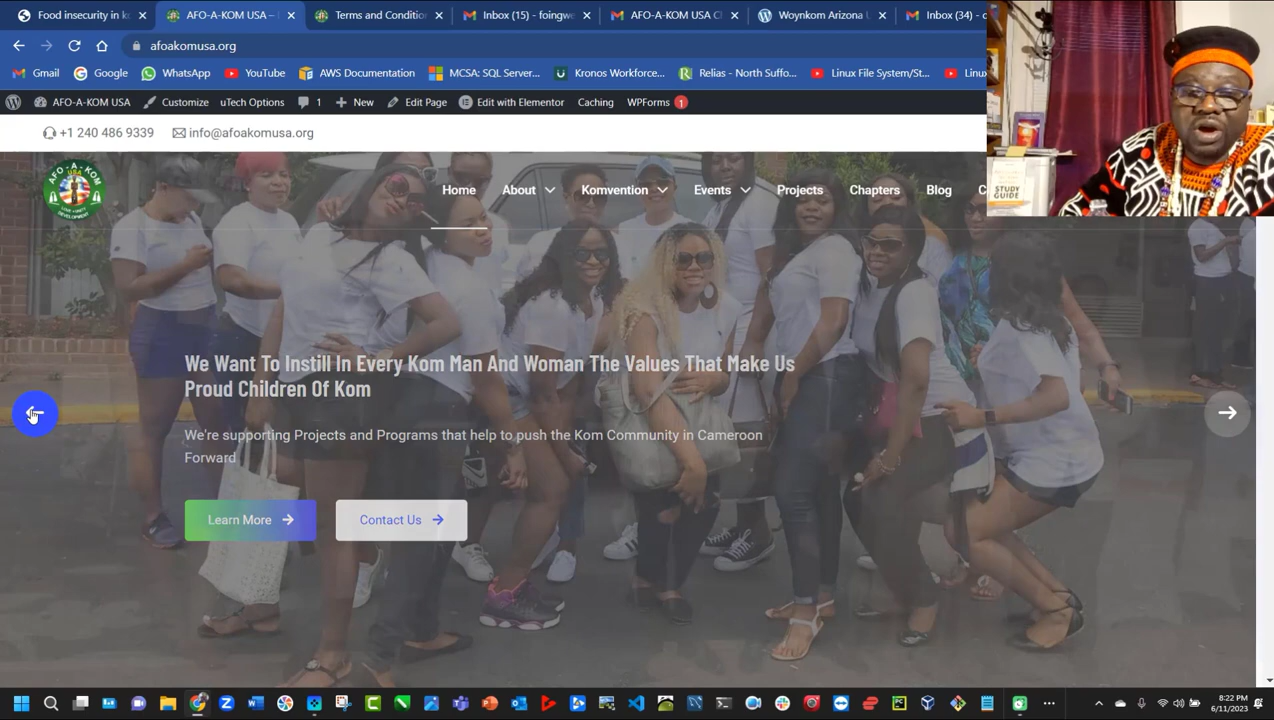 Food insecurity in k
AFO-A-KOM USA –
Terms and Condition
Inbox (15) - foingwe
AFO-A-KOM USA C
Woynkom Arizona
Inbox (34) - c
afoakomusa.org
Gmail
Google
WhatsApp
YouTube
AWS Documentation
MCSA: SQL Server...
Kronos Workforce...
Relias - North Suffo...
Linux File System/St...
Linux
AFO-A-KOM USA
Customize
uTech Options
1
New
Edit Page
Edit with Elementor
Caching
WPForms 1
+1 240 486 9339
info@afoakomusa.org
AFO-A-KOM
USA
Home
About
Komvention
Events
Projects
Chapters
Blog
C
STUDY
GUIDE
We Want To Instill In Every Kom Man And Woman The Values That Make Us
Proud Children Of Kom
We're supporting Projects and Programs that help to push the Kom Community in Cameroon
Forward
Learn More
Contact Us
8:22 PM
6/11/2023